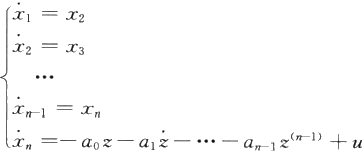 ẋ₁ = x₂
ẋ₂ = x₃
...
ẋₙ₋₁ = xₙ
ẋₙ = − a₀z − a₁ż − ⋯ − aₙ₋₁z⁽ⁿ⁻¹⁾ + u